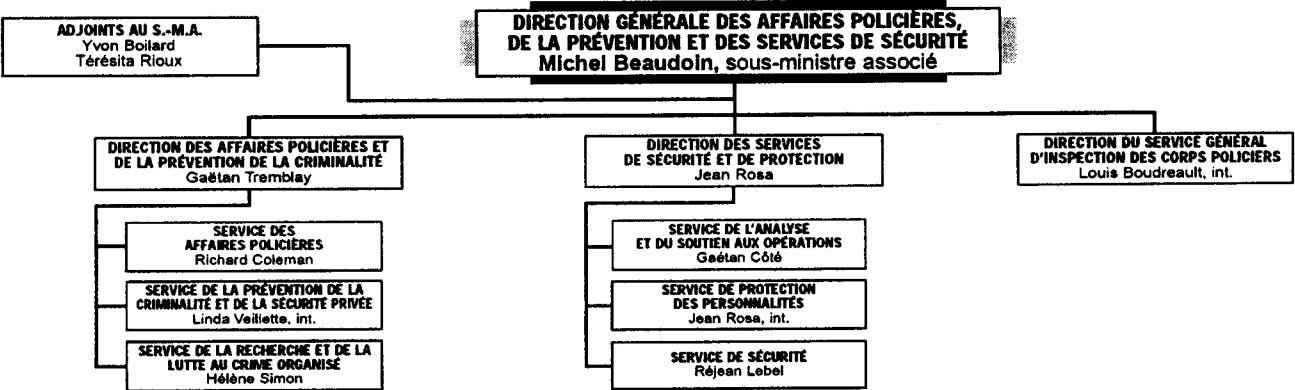 ADJOINTS AU S.-M.A.
Yvon Boilard
Térésita Rioux
DIRECTION GÉNÉRALE DES AFFAIRES POLICIÈRES,
DE LA PRÉVENTION ET DES SERVICES DE SÉCURITÉ
Michel Beaudoin, sous-ministre associé
DIRECTION DES AFFAIRES POLICIÈRES ET
DE LA PRÉVENTION DE LA CRIMINALITÉ
Gaëtan Tremblay
SERVICE DES
AFFAIRES POLICIÈRES
Richard Coleman
SERVICE DE LA PRÉVENTION DE LA
CRIMINALITÉ ET DE LA SÉCURITÉ PRIVÉE
Linda Veillette, int.
SERVICE DE LA RECHERCHE ET DE LA
LUTTE AU CRIME ORGANISÉ
Hélène Simon
DIRECTION DES SERVICES
DE SÉCURITÉ ET DE PROTECTION
Jean Rosa
SERVICE DE L'ANALYSE
ET DU SOUTIEN AUX OPÉRATIONS
Gaétan Côté
SERVICE DE PROTECTION
DES PERSONNALITÉS
Jean Rosa, int.
SERVICE DE SÉCURITÉ
Réjean Lebel
DIRECTION DU SERVICE GÉNÉRAL
D'INSPECTION DES CORPS POLICIERS
Louis Boudreault, int.